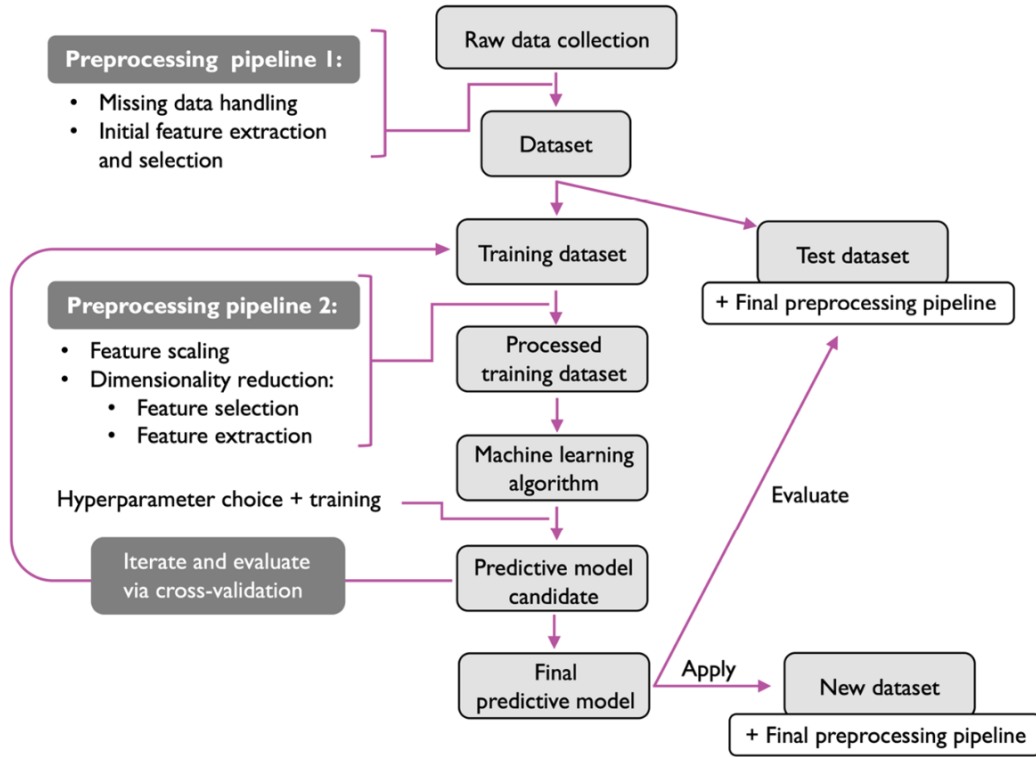 Raw data collection
Preprocessing pipeline 1:
• Missing data handling
• Initial feature extraction
and selection
Dataset
Training dataset
Test dataset
+ Final preprocessing pipeline
Preprocessing pipeline 2:
• Feature scaling
• Dimensionality reduction:
• Feature selection
• Feature extraction
Processed
training dataset
Machine learning
algorithm
Hyperparameter choice + training
Evaluate
Iterate and evaluate
via cross-validation
Predictive model
candidate
Final
predictive model
Apply
New dataset
+ Final preprocessing pipeline